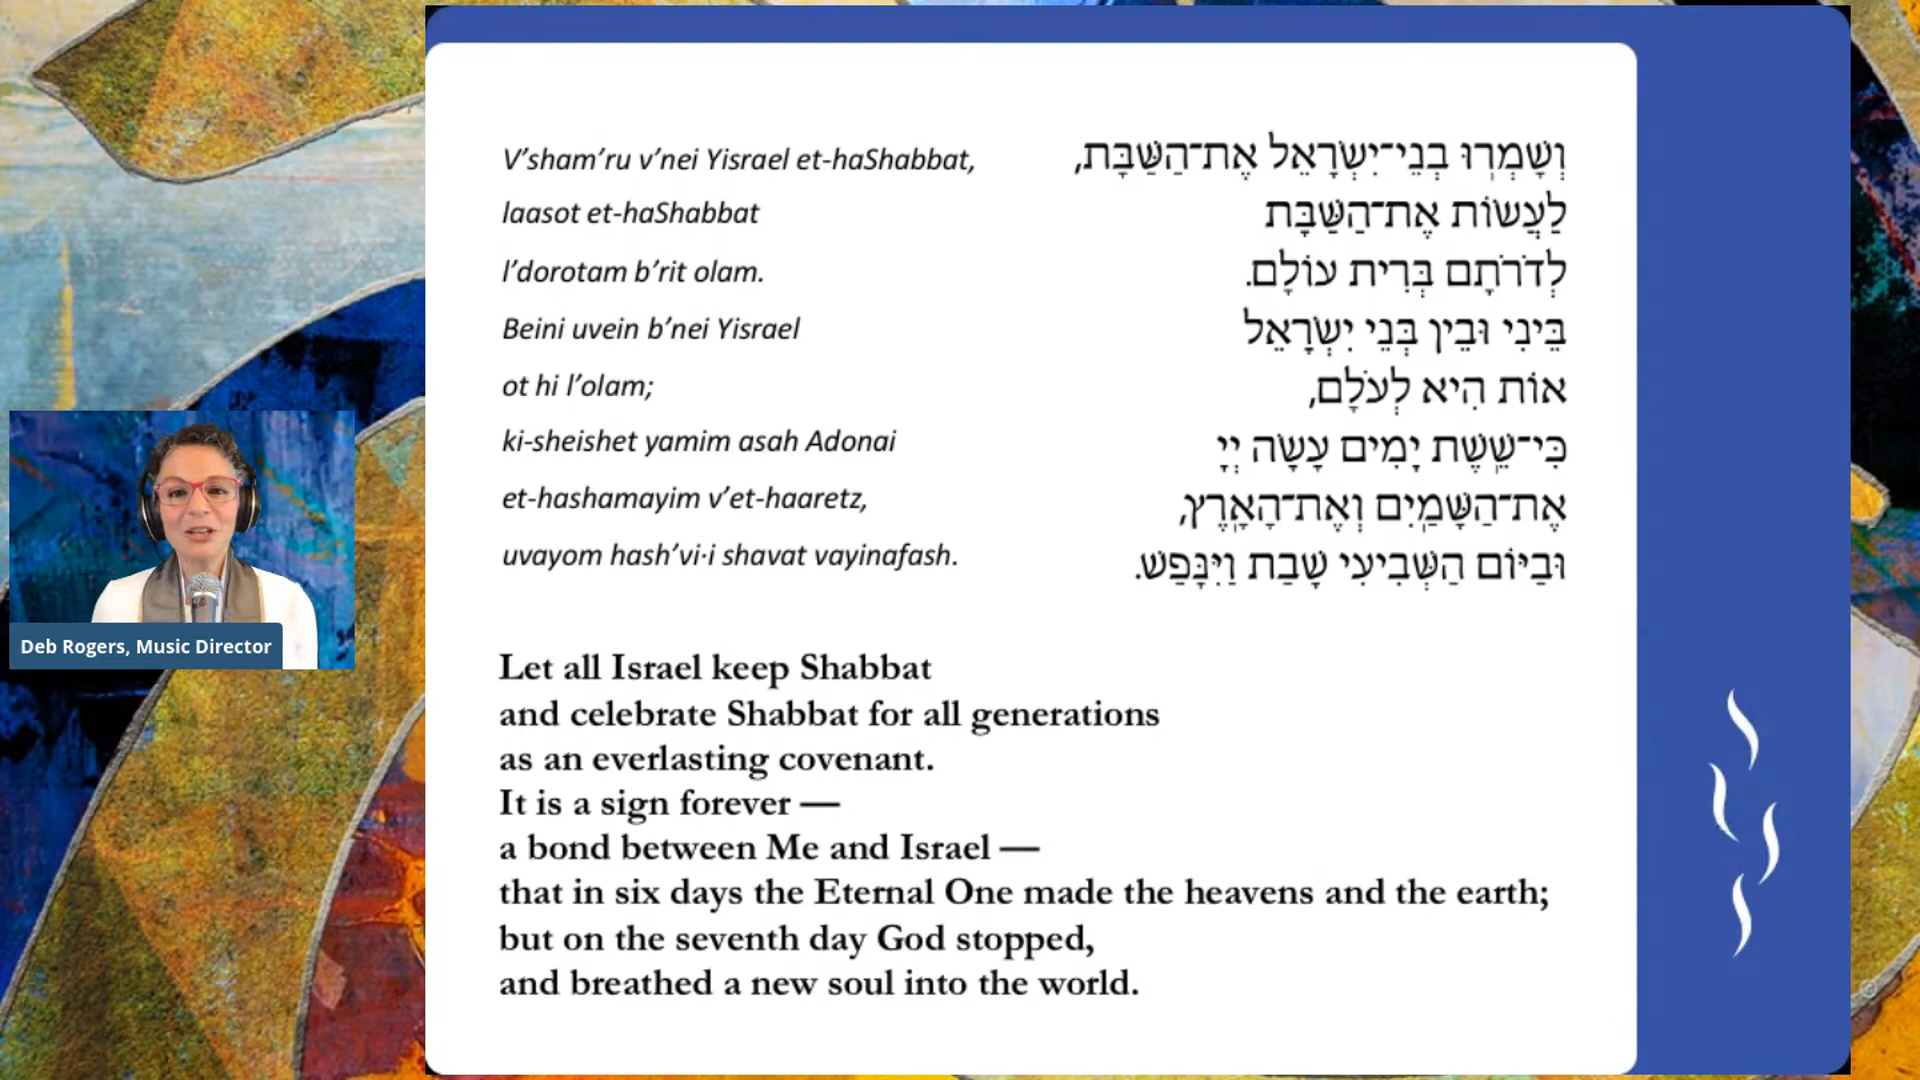 V’sham’ru v’nei Yisrael et-haShabbat,
laasot et-haShabbat
l’dorotam b’rit olam.
Beini uvein b’nei Yisrael
ot hi l’olam;
ki-sheishet yamim asah Adonai
et-hashamayim v’et-haaretz,
uvayom hash’vi·i shavat vayinafash.
וְשָׁמְרוּ בְנֵי־יִשְׂרָאֵל אֶת־הַשַּׁבָּת,
לַעֲשׂוֹת אֶת־הַשַּׁבָּת
לְדֹרֹתָם בְּרִית עוֹלָם.
בֵּינִי וּבֵין בְּנֵי יִשְׂרָאֵל
אוֹת הִיא לְעֹלָם,
כִּי־שֵׁשֶׁת יָמִים עָשָׂה יְיָ
אֶת־הַשָּׁמַיִם וְאֶת־הָאָרֶץ,
וּבַיּוֹם הַשְּׁבִיעִי שָׁבַת וַיִּנָּפַשׁ.
Let all Israel keep Shabbat
and celebrate Shabbat for all generations
as an everlasting covenant.
It is a sign forever —
a bond between Me and Israel —
that in six days the Eternal One made the heavens and the earth;
but on the seventh day God stopped,
and breathed a new soul into the world.
Deb Rogers, Music Director